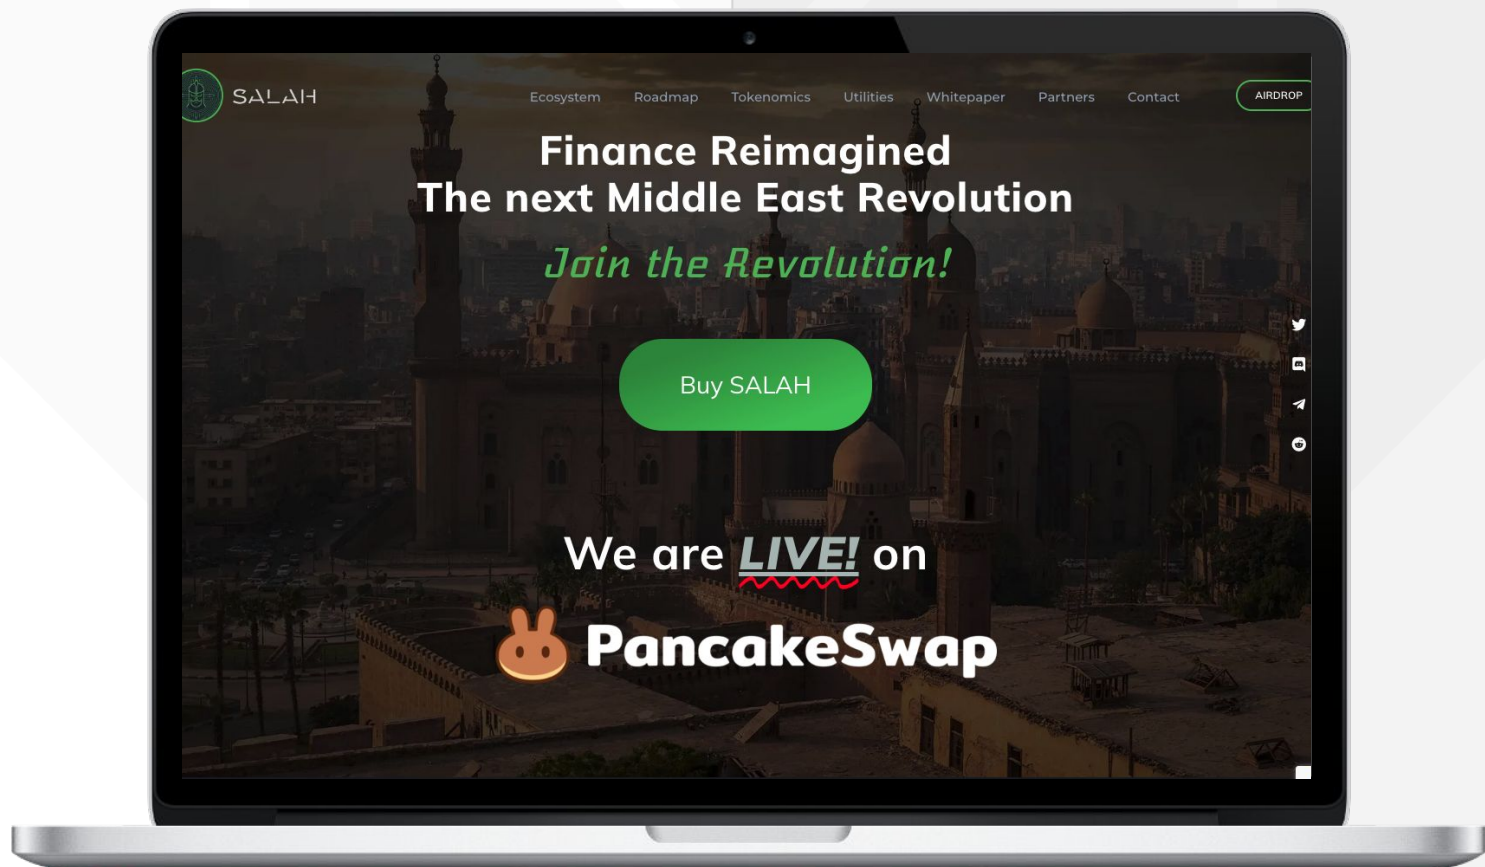 SALAH
Ecosystem Roadmap Tokenomics Utilities Whitepaper Partners Contact AIRDROP
Finance Reimagined
The next Middle East Revolution
Join the Revolution!
Buy SALAH
We are LIVE! on
PancakeSwap